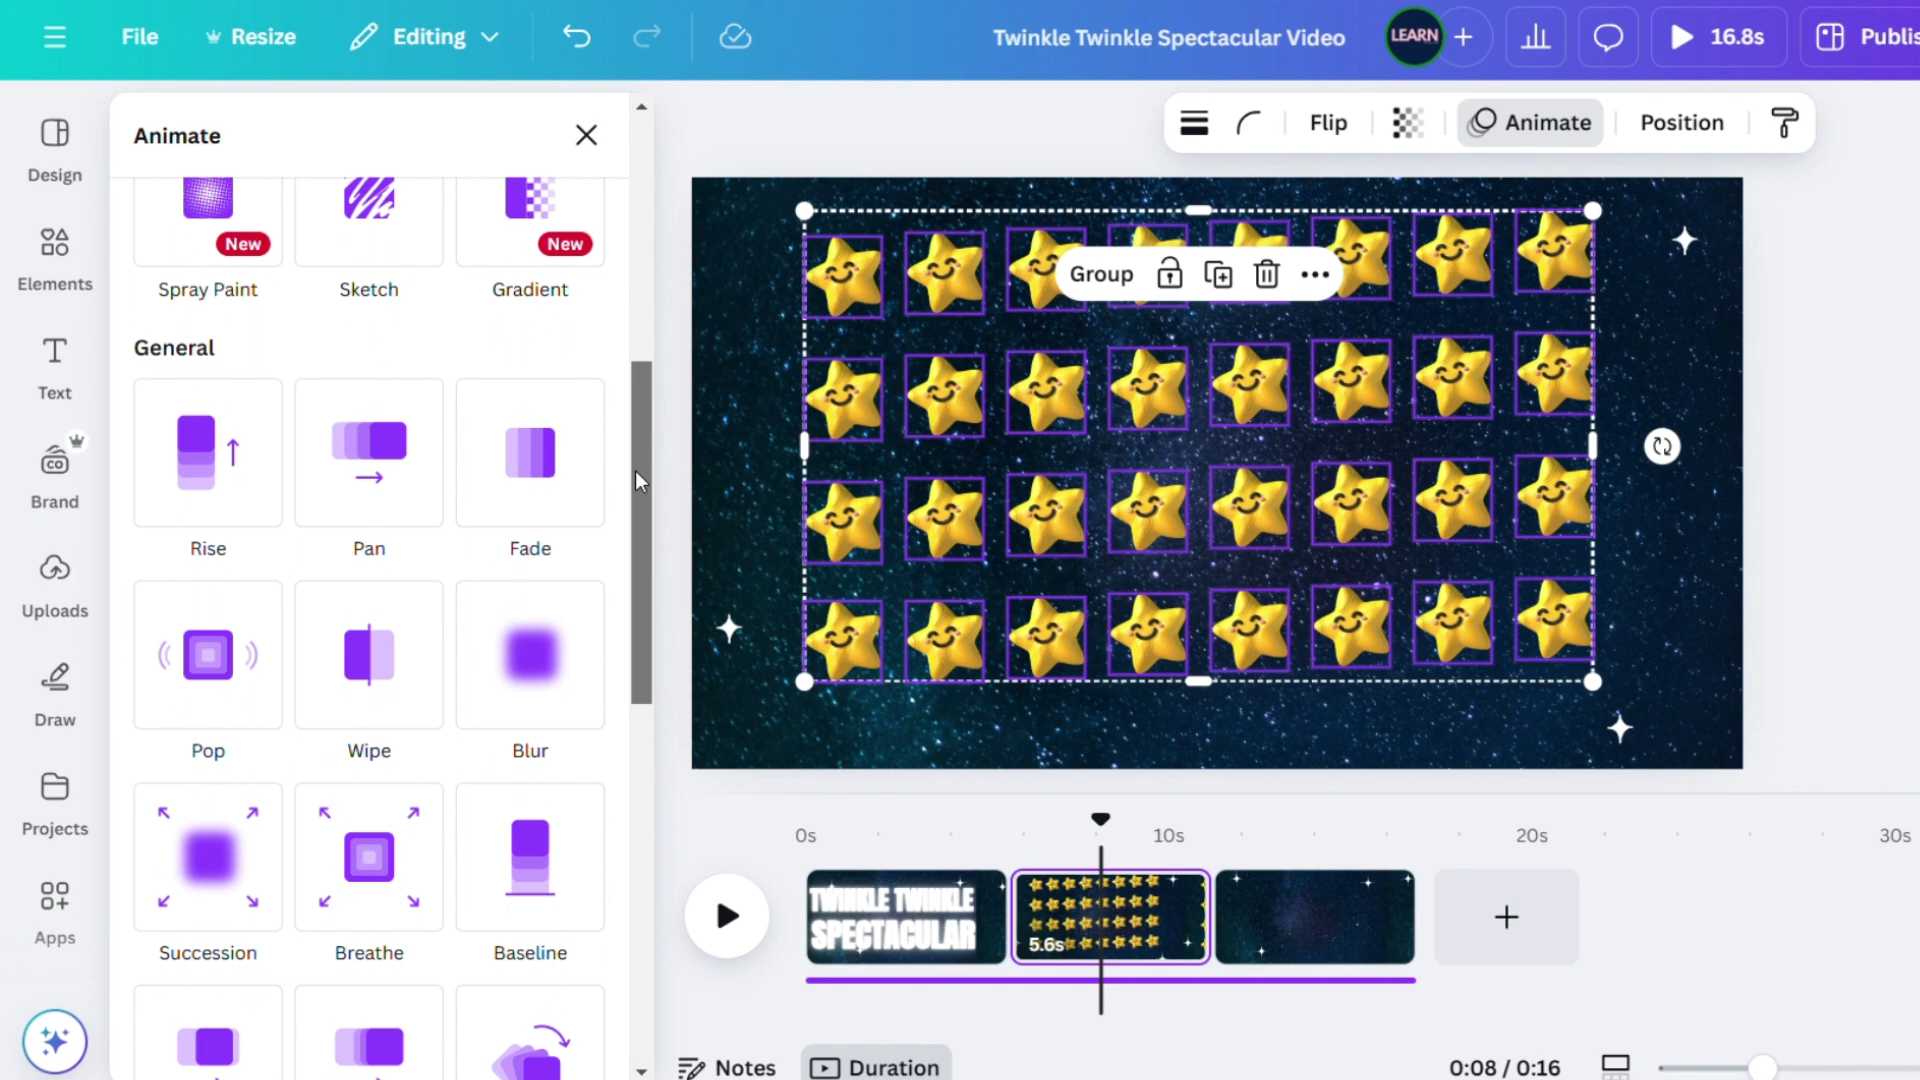 File
Resize
Editing
Twinkle Twinkle Spectacular Video
LEARN
16.8s
Publis
Design
Elements
Text
Brand
Uploads
Draw
Projects
Apps
Animate
New
New
Spray Paint
Sketch
Gradient
General
Rise
Pan
Fade
Pop
Wipe
Blur
Succession
Breathe
Baseline
Flip
Animate
Position
Group
0s
10s
20s
30s
TWINKLE TWINKLE
SPECTACULAR
5.6s
Notes
Duration
0:08 / 0:16
CO